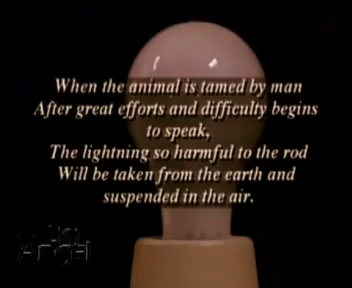 When the animal is tamed by man
After great efforts and difficulty begins
to speak,
The lightning so harmful to the rod
Will be taken from the earth and
suspended in the air.